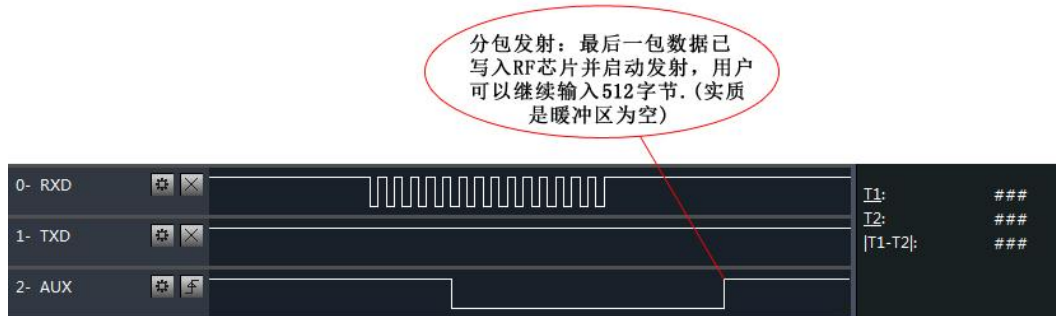 分包发射：最后一包数据已
写入RF芯片并启动发射，用户
可以继续输入512字节.(实质
是暖冲区为空)
0- RXD
T1: ###
1- TXD
T2: ###
|T1-T2|: ###
2- AUX